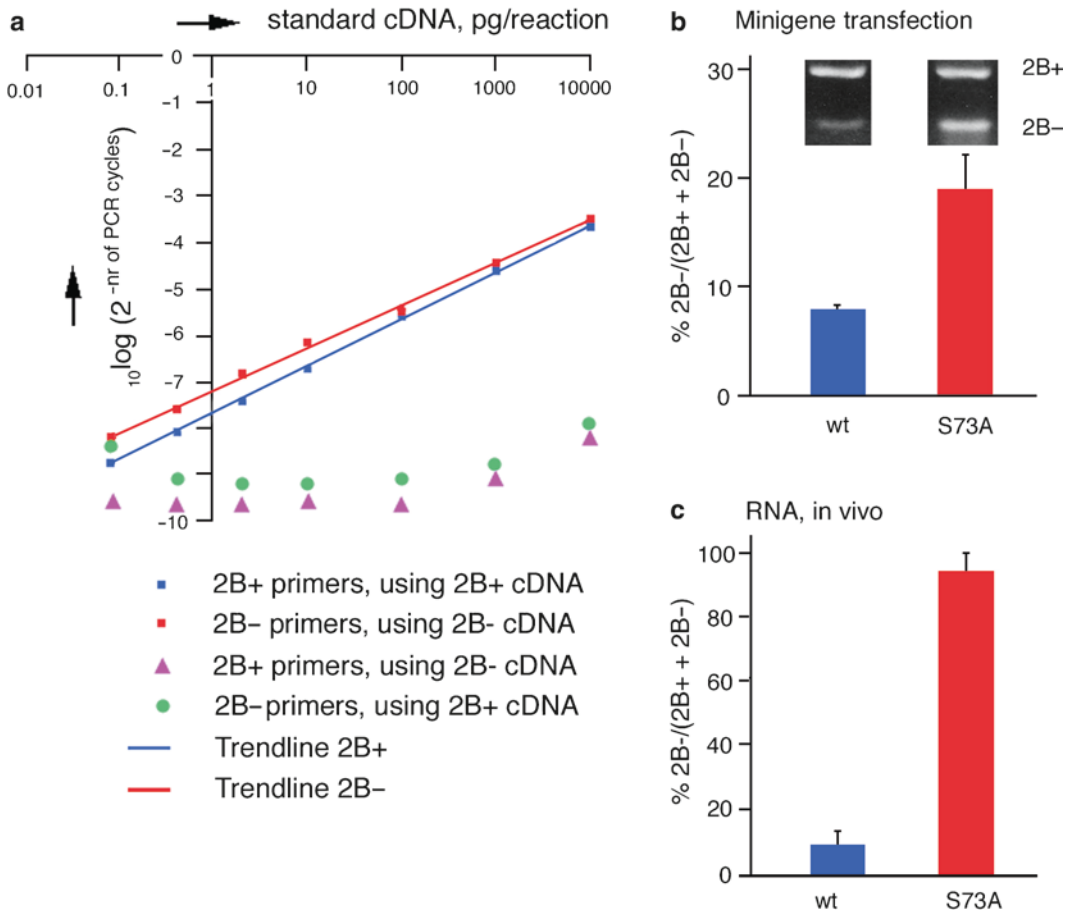 a
standard cDNA, pg/reaction
0
0.01 0.1 1 10 100 1000 10000
-1
-2
-3
-4
-5
-6
-7
-10
10log (2 -nr of PCR cycles)
2B+ primers, using 2B+ cDNA
2B− primers, using 2B- cDNA
2B+ primers, using 2B- cDNA
2B−primers, using 2B+ cDNA
Trendline 2B+
Trendline 2B−
b Minigene transfection
% 2B−/(2B+ + 2B−)
30
20
10
0
2B+
2B−
wt S73A
c RNA, in vivo
% 2B-/(2B+ + 2B-)
100
80
60
40
20
0
wt S73A